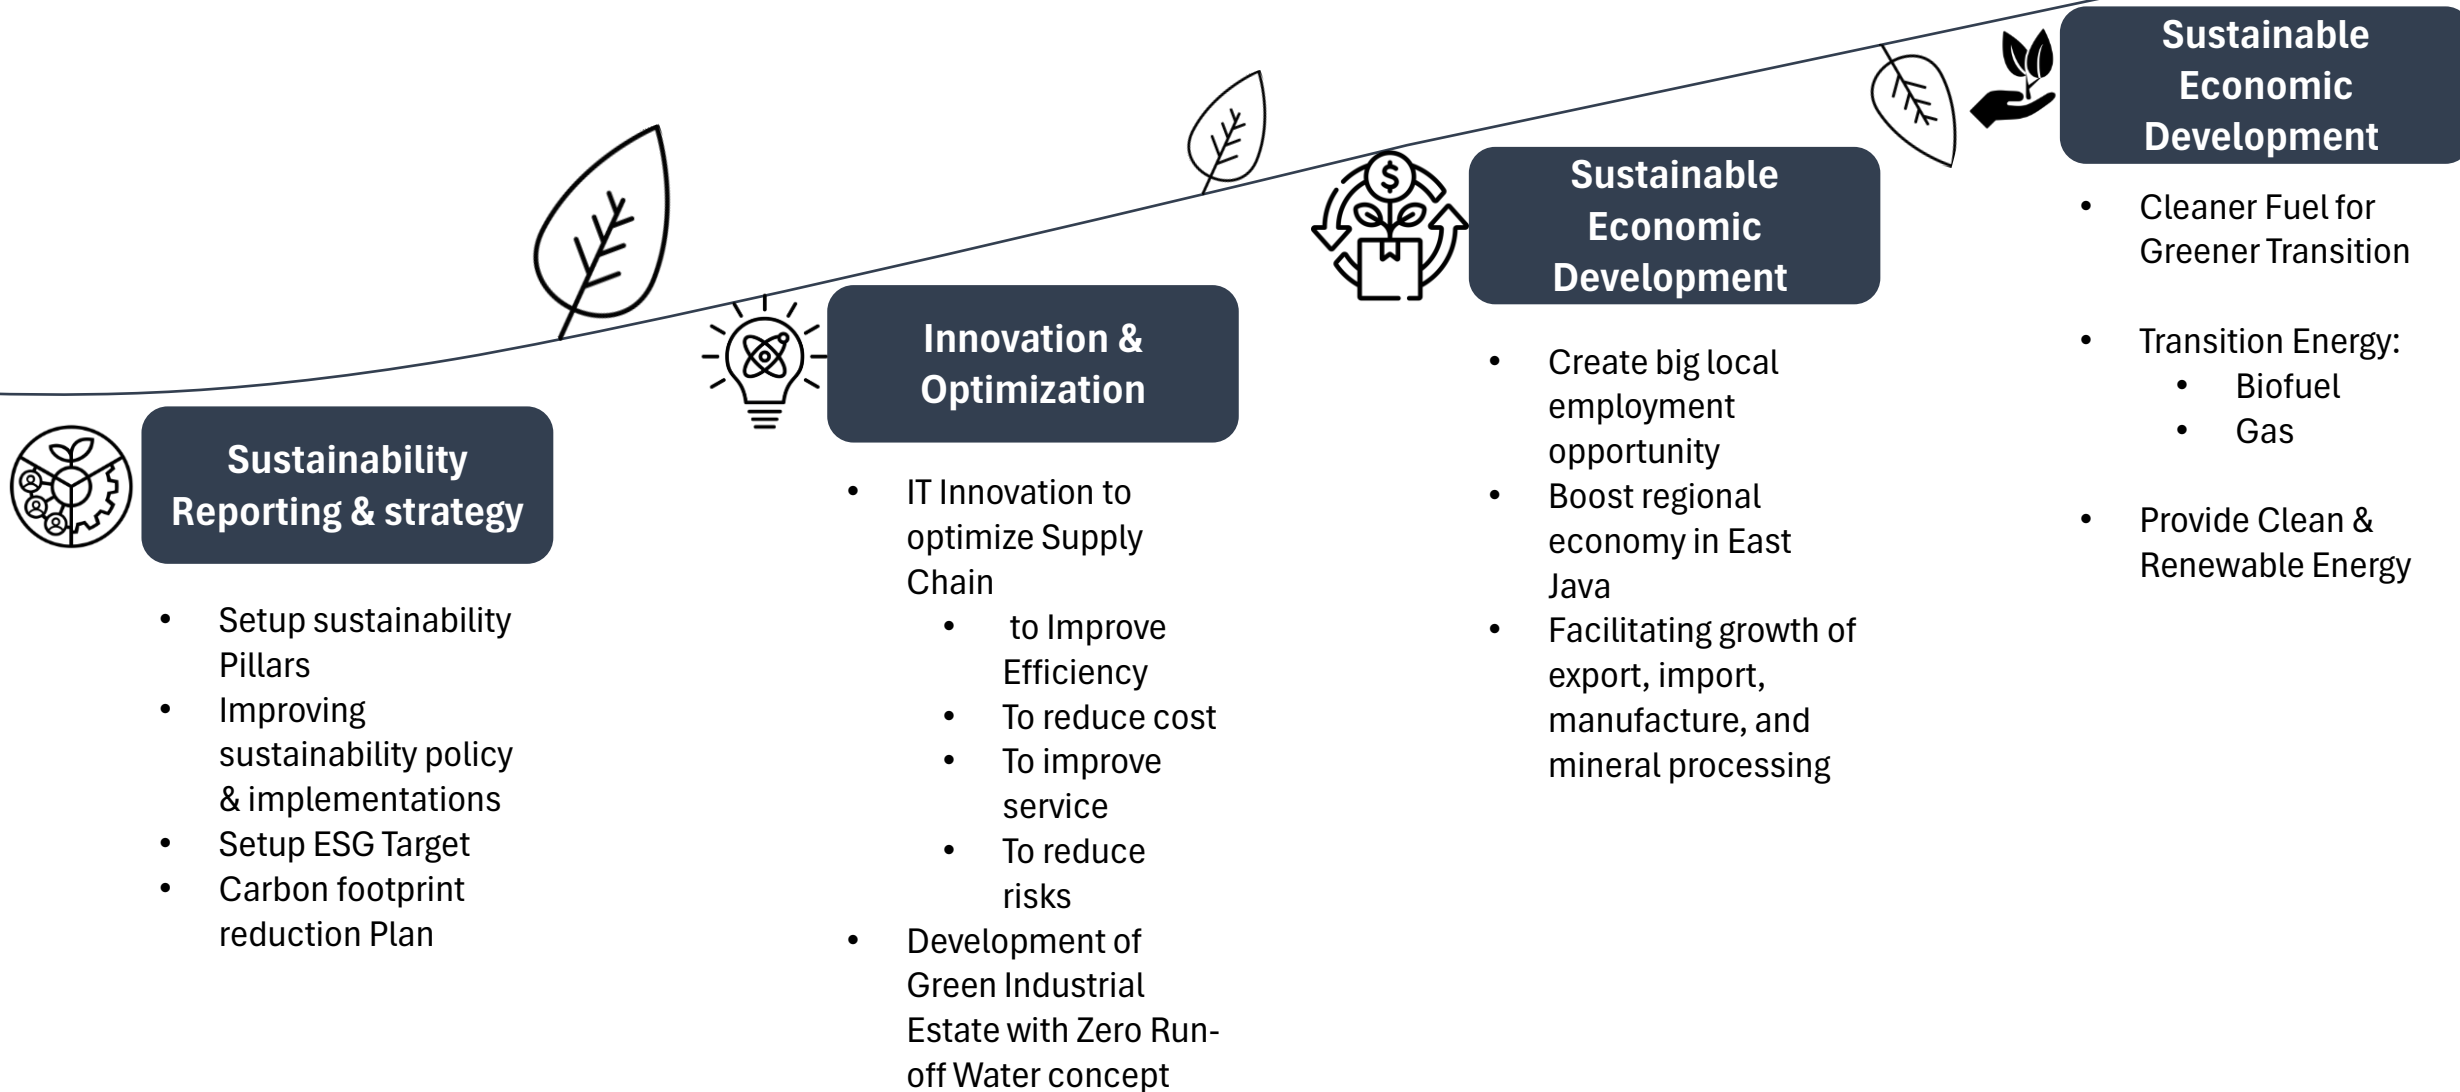 Sustainability
Reporting & strategy
• Setup sustainability
Pillars
• Improving
sustainability policy
& implementations
• Setup ESG Target
• Carbon footprint
reduction Plan
Innovation &
Optimization
• IT Innovation to
optimize Supply
Chain
• to Improve
Efficiency
• To reduce cost
• To improve
service
• To reduce
risks
• Development of
Green Industrial
Estate with Zero Run-
off Water concept
$
Sustainable
Economic
Development
• Create big local
employment
opportunity
• Boost regional
economy in East
Java
• Facilitating growth of
export, import,
manufacture, and
mineral processing
Sustainable
Economic
Development
• Cleaner Fuel for
Greener Transition
• Transition Energy:
• Biofuel
• Gas
• Provide Clean &
Renewable Energy